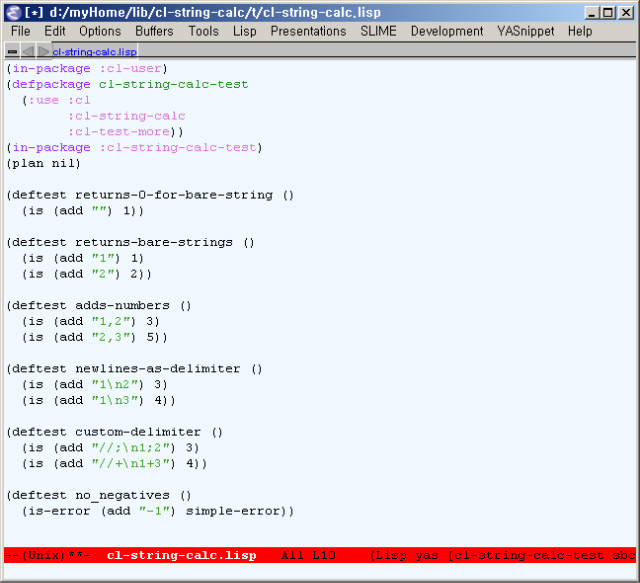 [*] d:/myHome/lib/cl-string-calc/t/cl-string-calc.lisp
File Edit Options Buffers Tools Lisp Presentations SLIME Development YASnippet Help
cl-string-calc.lisp
(in-package :cl-user)
(defpackage cl-string-calc-test
  (:use :cl
        :cl-string-calc
        :cl-test-more))
(in-package :cl-string-calc-test)
(plan nil)

(deftest returns-0-for-bare-string ()
  (is (add "") 1))

(deftest returns-bare-strings ()
  (is (add "1") 1)
  (is (add "2") 2))

(deftest adds-numbers ()
  (is (add "1,2") 3)
  (is (add "2,3") 5))

(deftest newlines-as-delimiter ()
  (is (add "1\n2") 3)
  (is (add "1\n3") 4))

(deftest custom-delimiter ()
  (is (add "//;\n1;2") 3)
  (is (add "//+\n1+3") 4))

(deftest no_negatives ()
  (is-error (add "-1") simple-error))
--(Unix)**- cl-string-calc.lisp All L10 (Lisp yas [cl-string-calc-test sbc